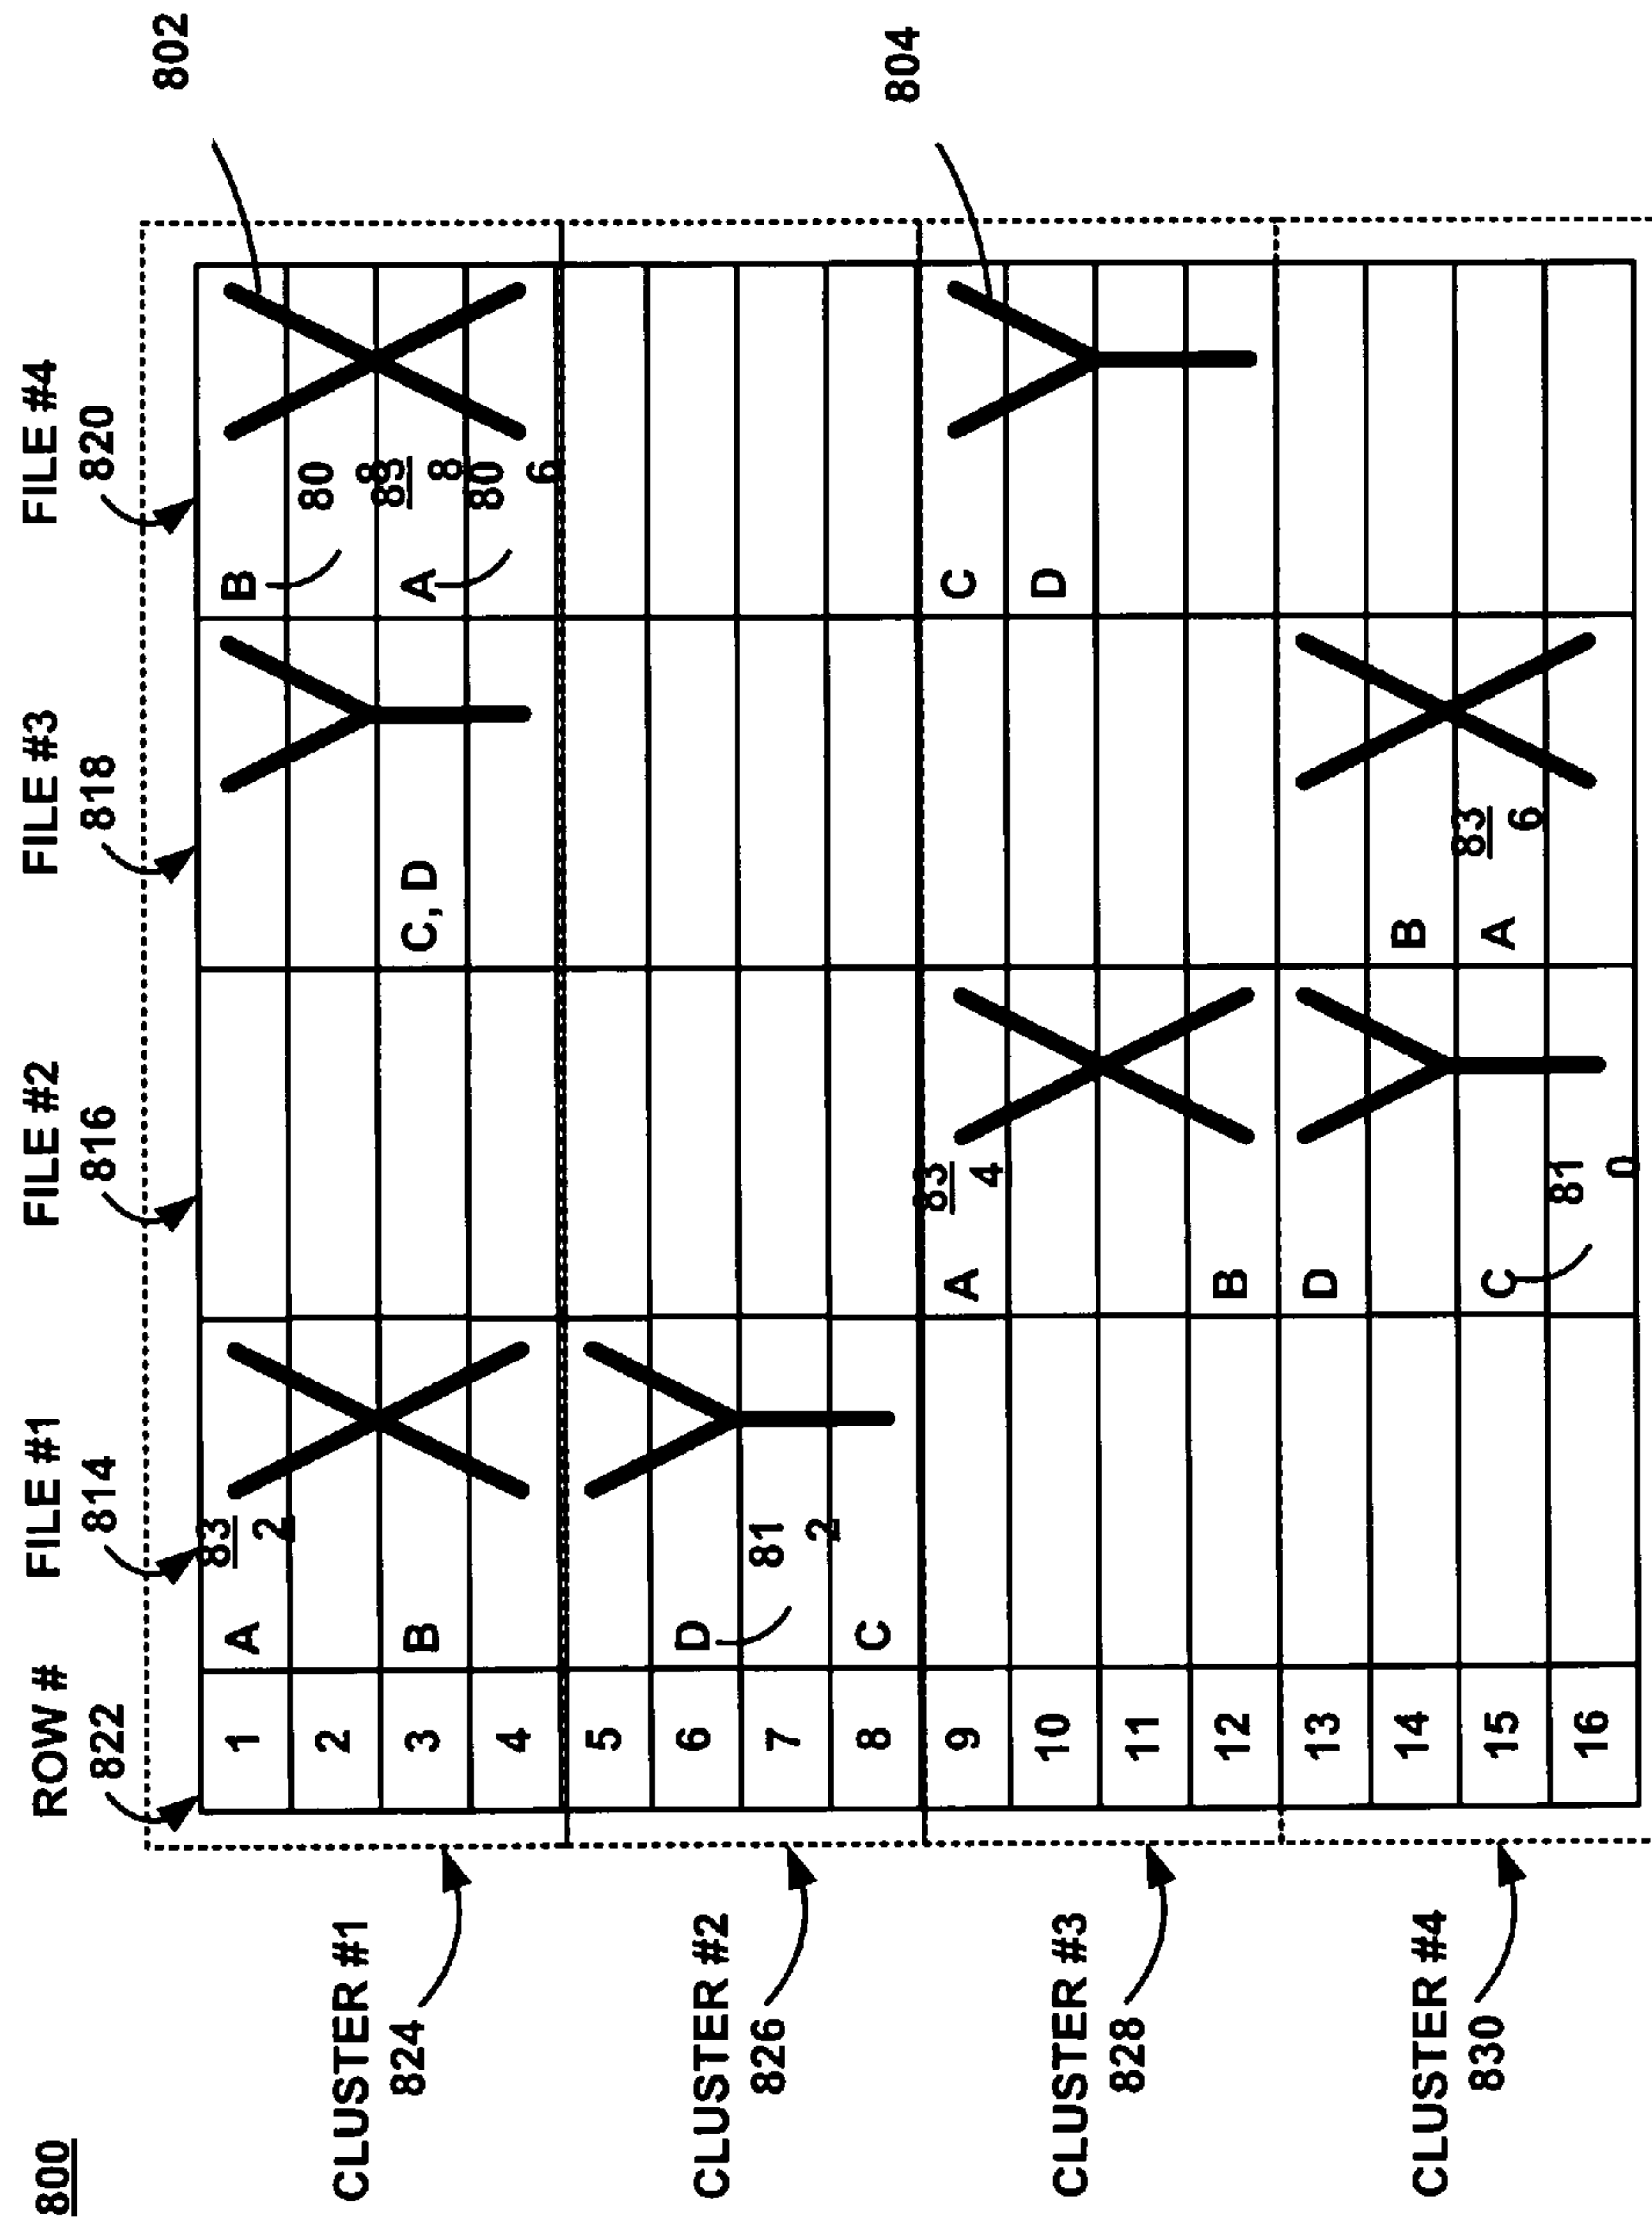 800
ROW # FILE #1 FILE #2 FILE #3 FILE #4
822 814 816 818 820
802
1 A 83 X Y B X
2 2 80
CLUSTER #1
824
3 B C, D A 8 83
4 8 80
6
5 Y
CLUSTER #2
826
6 D
7 81
8 C 2
804
9 A 83 X C Y
10 4 D
CLUSTER #3
828
11
12 B
13 D Y X
CLUSTER #4
830
14 B
15 C A 83
16 81 6
0